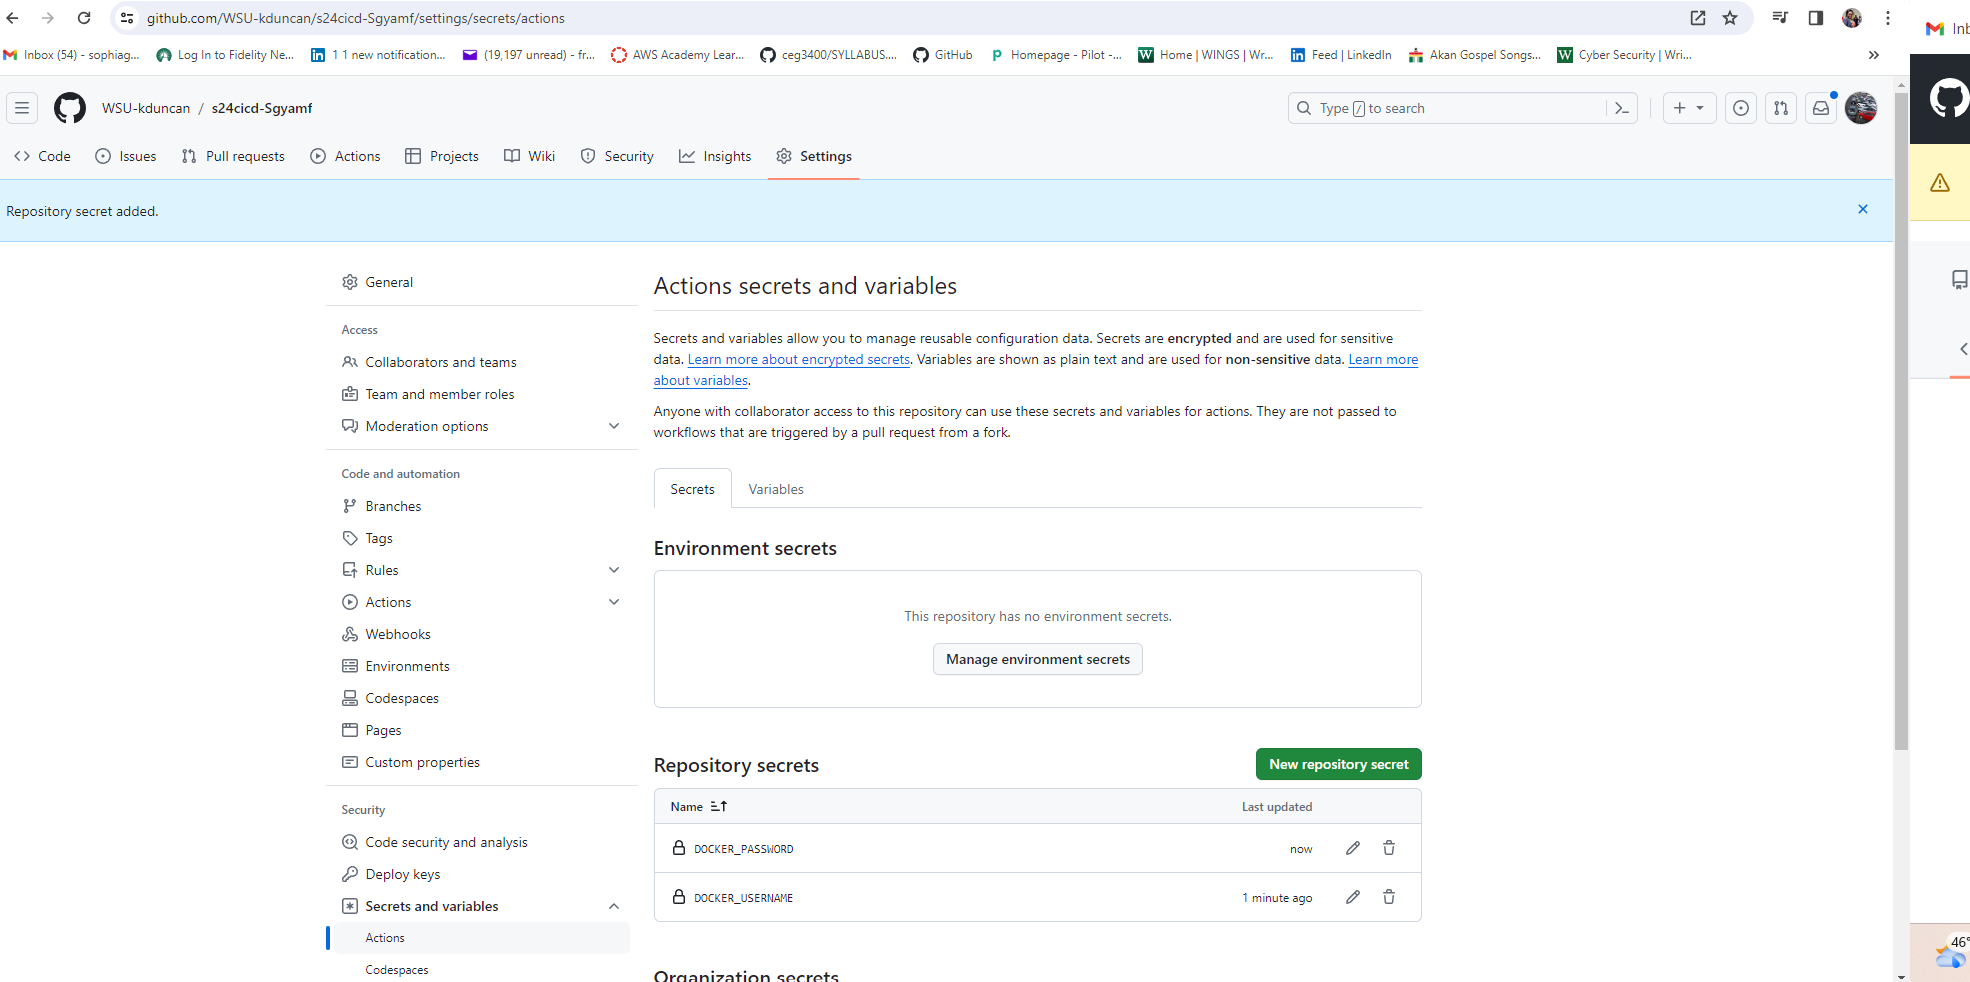 github.com/WSU-kduncan/s24cicd-Sgyamf/settings/secrets/actions
Inbox (54) - sophiag... Log In to Fidelity Ne... 1 1 new notification... (19,197 unread) - fr... AWS Academy Lear... ceg3400/SYLLABUS.... GitHub Homepage - Pilot -... Home | WINGS | Wr... Feed | LinkedIn Akan Gospel Songs... Cyber Security | Wri... »
WSU-kduncan / s24cicd-Sgyamf
Type / to search
Code Issues Pull requests Actions Projects Wiki Security Insights Settings
Repository secret added.
General
Access
Collaborators and teams
Team and member roles
Moderation options
Code and automation
Branches
Tags
Rules
Actions
Webhooks
Environments
Codespaces
Pages
Custom properties
Security
Code security and analysis
Deploy keys
Secrets and variables
Actions
Codespaces
Actions secrets and variables
Secrets and variables allow you to manage reusable configuration data. Secrets are encrypted and are used for sensitive
data. Learn more about encrypted secrets. Variables are shown as plain text and are used for non-sensitive data. Learn more
about variables.
Anyone with collaborator access to this repository can use these secrets and variables for actions. They are not passed to
workflows that are triggered by a pull request from a fork.
Secrets Variables
Environment secrets
This repository has no environment secrets.
Manage environment secrets
Repository secrets
New repository secret
Name Last updated
DOCKER_PASSWORD now
DOCKER_USERNAME 1 minute ago
Organization secrets
Inb
46°